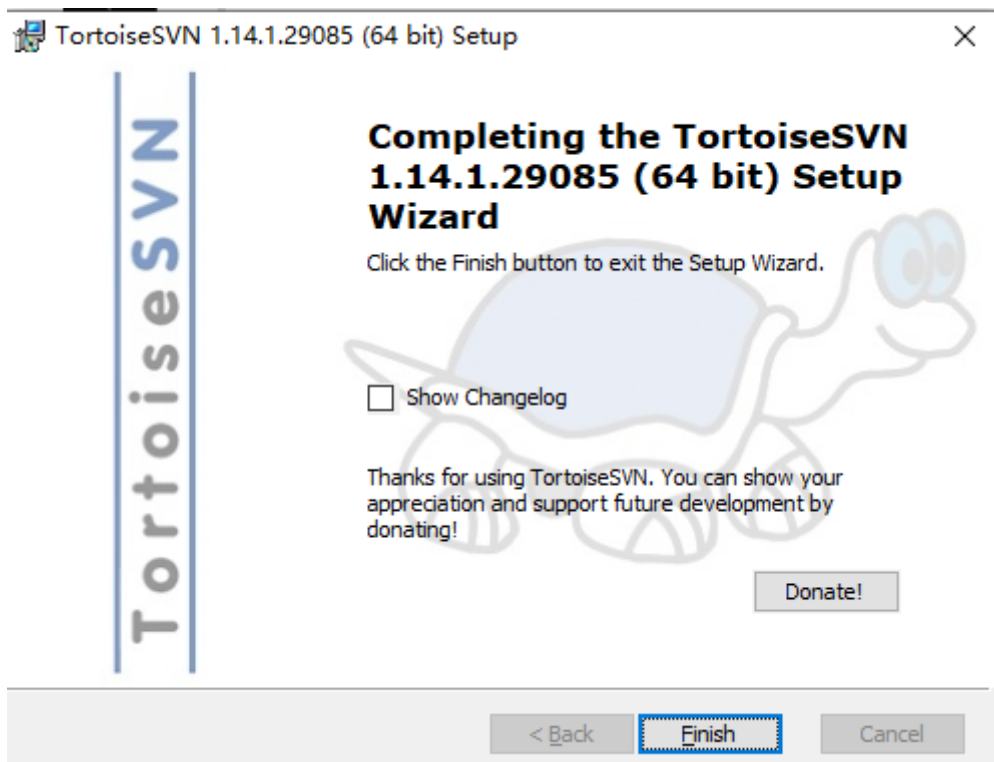 TortoiseSVN 1.14.1.29085 (64 bit) Setup
TortoiseSVN
Completing the TortoiseSVN
1.14.1.29085 (64 bit) Setup
Wizard
Click the Finish button to exit the Setup Wizard.
Show Changelog
Thanks for using TortoiseSVN. You can show your
appreciation and support future development by
donating!
Donate!
< Back
Finish
Cancel